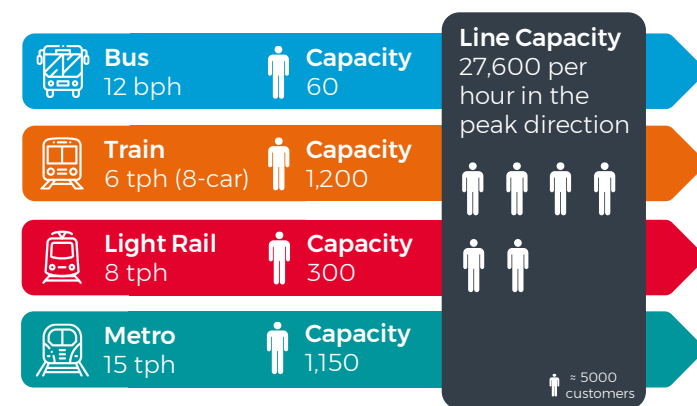 Bus
12 bph
Capacity
60
Train
6 tph (8-car)
Capacity
1,200
Light Rail
8 tph
Capacity
300
Metro
15 tph
Capacity
1,150
Line Capacity
27,600 per
hour in the
peak direction
≈ 5000
customers